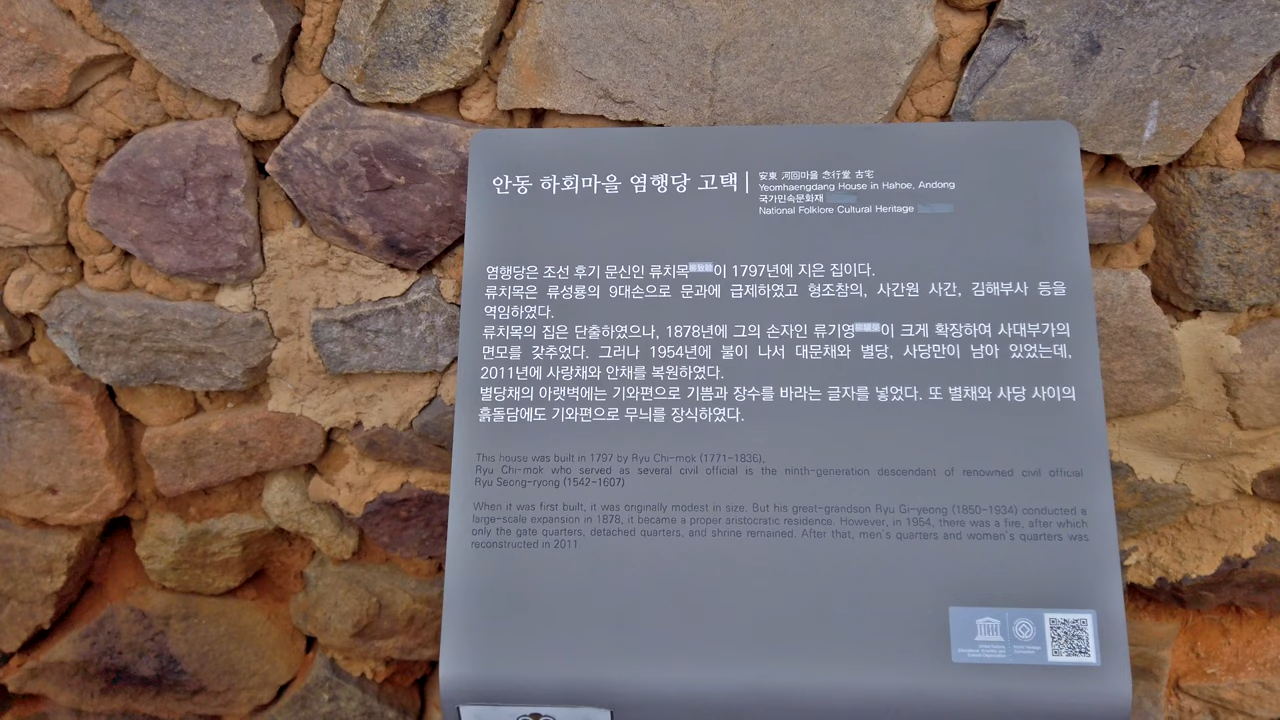 안동 하회마을 염행당 고택
安東 河回마을 念行堂 古宅
Yeomhaengdang House in Hahoe, Andong
국가민속문화재
National Folklore Cultural Heritage
염행당은 조선 후기 문신인 류치목이 1797년에 지은 집이다.
류치목은 류성룡의 9대손으로 문과에 급제하였고 형조참의, 사간원 사간, 김해부사 등을
역임하였다.
류치목의 집은 단출하였으나, 1878년에 그의 손자인 류기영이 크게 확장하여 사대부가의
면모를 갖추었다. 그러나 1954년에 불이 나서 대문채와 별당, 사당만이 남아 있었는데,
2011년에 사랑채와 안채를 복원하였다.
별당채의 아랫벽에는 기와편으로 기쁨과 장수를 바라는 글자를 넣었다. 또 별채와 사당 사이의
흙돌담에도 기와편으로 무늬를 장식하였다.
This house was built in 1797 by Ryu Chi-mok (1771-1836),
Ryu Chi-mok who served as several civil official is the ninth-generation descendant of renowned civil official
Ryu Seong-ryong (1542-1607)
When it was first built, it was originally modest in size. But his great-grandson Ryu Gi-yeong (1850-1934) conducted a
large-scale expansion in 1878, it became a proper aristocratic residence. However, in 1954, there was a fire, after which
only the gate quarters, detached quarters, and shrine remained. After that, men's quarters and women's quarters was
reconstructed in 2011
United Nations
Educational, Scientific and
Cultural Organization
World Heritage
Convention